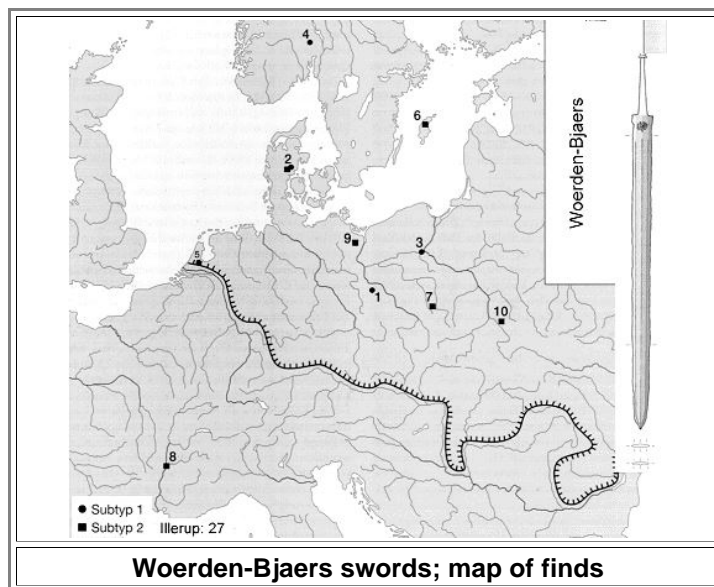 4
6
2
9
3
5
1
7
10
8
Woerden-Bjaers
● Subtyp 1
■ Subtyp 2 Illerup: 27
Woerden-Bjaers swords; map of finds